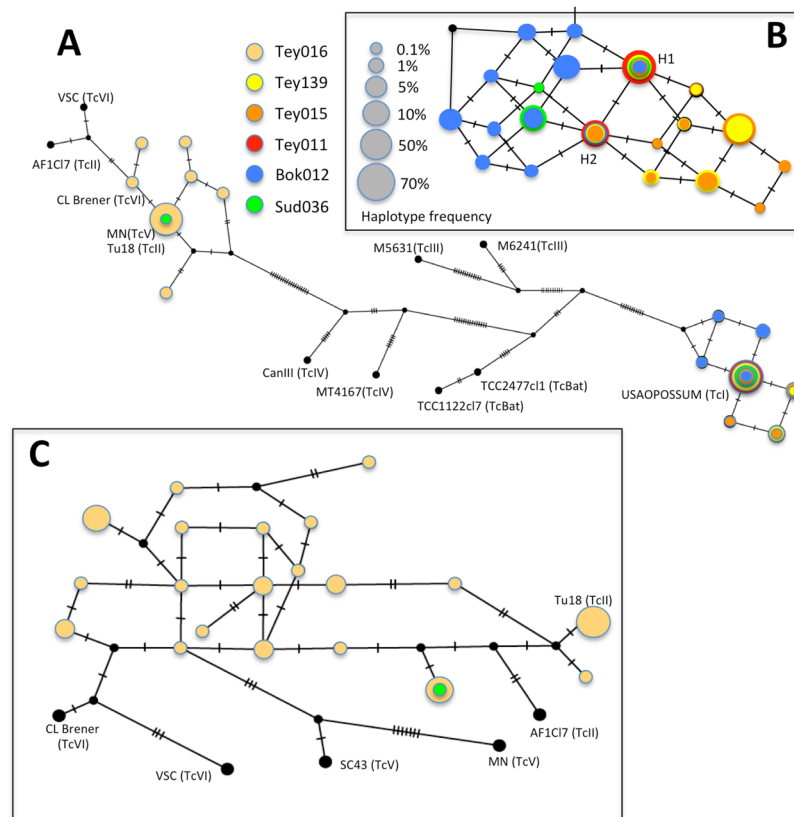 A
Tey016
Tey139
Tey015
Tey011
Bok012
Sud036
B
0.1%
1%
5%
10%
50%
70%
Haplotype frequency
H1
H2
VSC (TcVI)
AF1Cl7 (TcII)
CL Brener (TcVI)
MN(TcV)
Tu18 (TcII)
M5631(TcIII)
M6241(TcIII)
CanIII (TcIV)
MT4167(TcIV)
TCC2477cl1 (TcBat)
TCC1122cl7 (TcBat)
USAOPOSSUM (TcI)
C
Tu18 (TcII)
CL Brener
(TcVI)
VSC (TcVI)
SC43 (TcV)
MN (TcV)
AF1Cl7 (TcII)